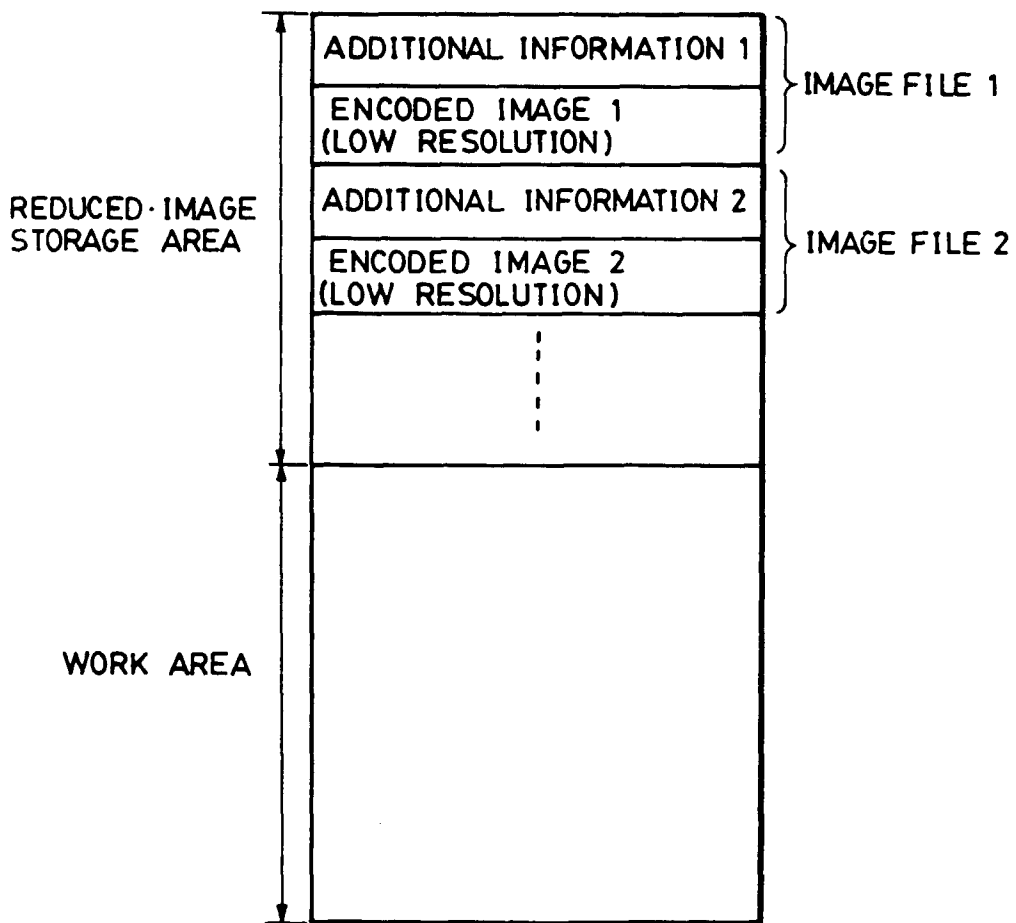 ADDITIONAL INFORMATION 1
ENCODED IMAGE 1
(LOW RESOLUTION)
IMAGE FILE 1
ADDITIONAL INFORMATION 2
ENCODED IMAGE 2
(LOW RESOLUTION)
IMAGE FILE 2
REDUCED·IMAGE
STORAGE AREA
WORK AREA